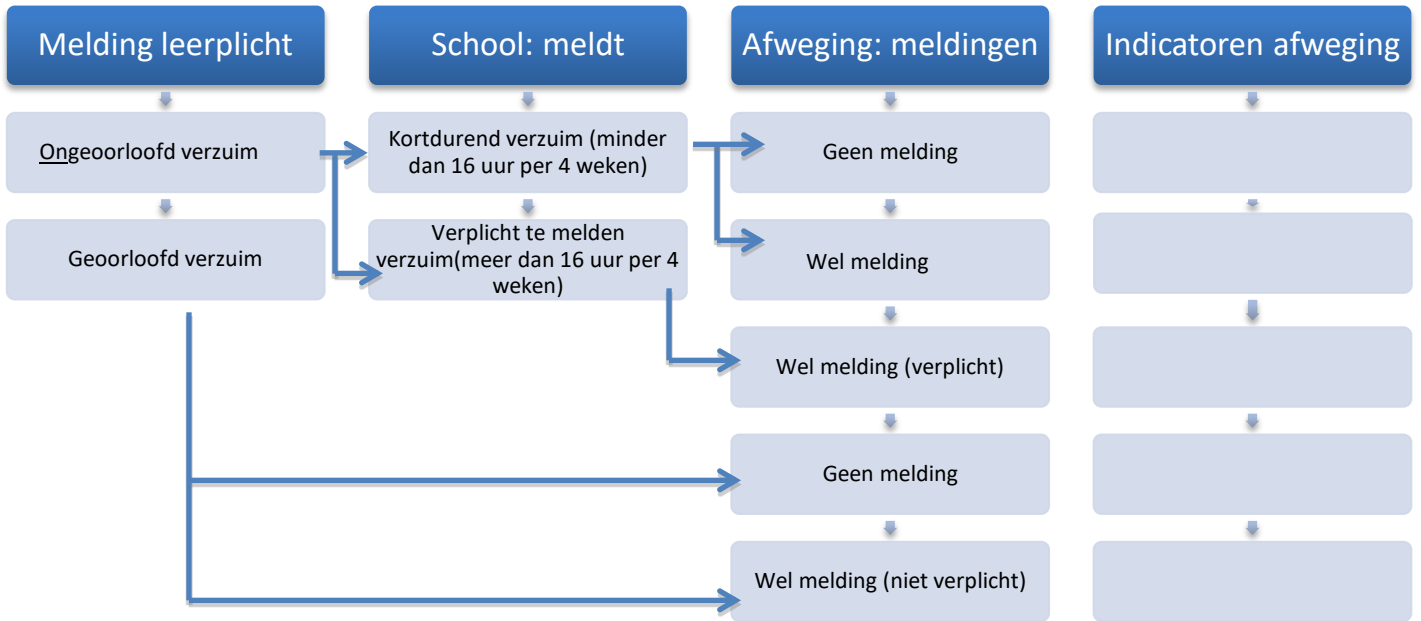 Melding leerplicht
School: meldt
Afweging: meldingen
Indicatoren afweging
Ongeoorloofd verzuim
Geoorloofd verzuim
Kortdurend verzuim (minder
dan 16 uur per 4 weken)
Verplicht te melden
verzuim(meer dan 16 uur per 4
weken)
Geen melding
Wel melding
Wel melding (verplicht)
Geen melding
Wel melding (niet verplicht)